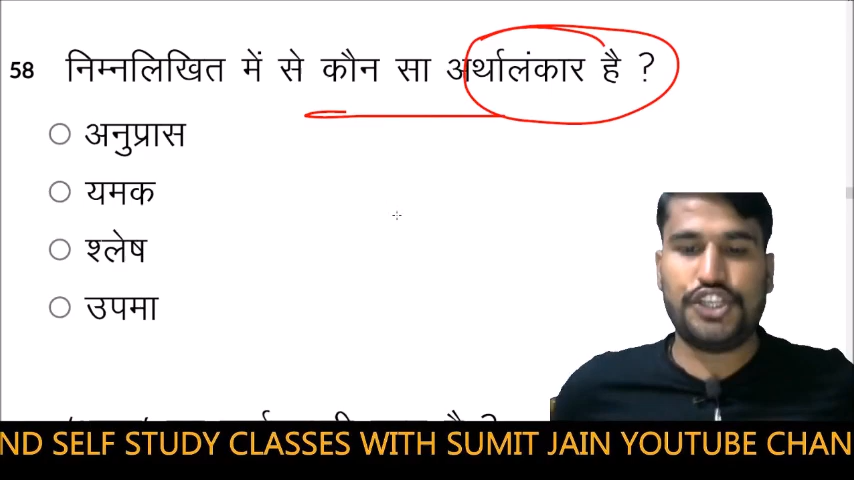 58 निम्नलिखित में से कौन सा अर्थालंकार है ?
अनुप्रास
यमक
श्लेष
उपमा
ND SELF STUDY CLASSES WITH SUMIT JAIN YOUTUBE CHAN